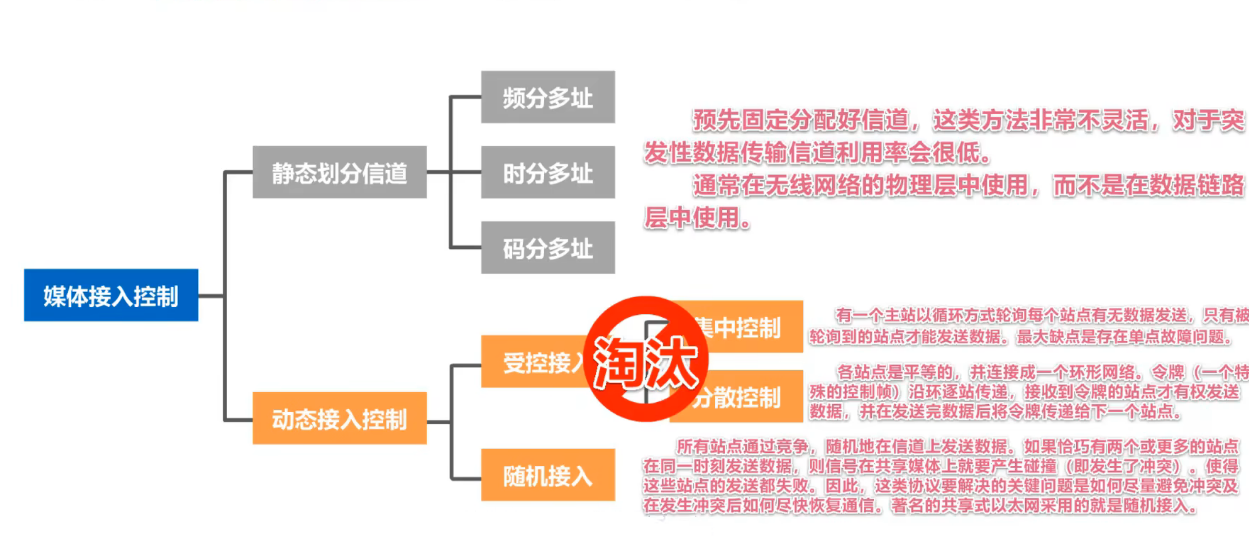 频分多址
预先固定分配好信道，这类方法非常不灵活，对于突
发性数据传输信道利用率会很低。
静态划分信道
时分多址
通常在无线网络的物理层中使用，而不是在数据链路
层中使用。
码分多址
媒体接入控制
集中控制
有一个主站以循环方式轮询每个站点有无数据发送，只有被
轮询到的站点才能发送数据。最大缺点是存在单点故障问题。
受控接入
淘汰
各站点是平等的，并连接成一个环形网络。令牌（一个特
殊的控制帧）沿环逐站传递，接收到令牌的站点才有权发送
数据，并在发送完数据后将令牌传递给下一个站点。
分散控制
动态接入控制
随机接入
所有站点通过竞争，随机地在信道上发送数据。如果恰巧有两个或更多的站点
在同一时刻发送数据，则信号在共享媒体上就要产生碰撞（即发生了冲突）。使得
这些站点的发送都失败。因此，这类协议要解决的关键问题是如何尽量避免冲突及
在发生冲突后如何尽快恢复通信。著名的共享式以太网采用的就是随机接入。